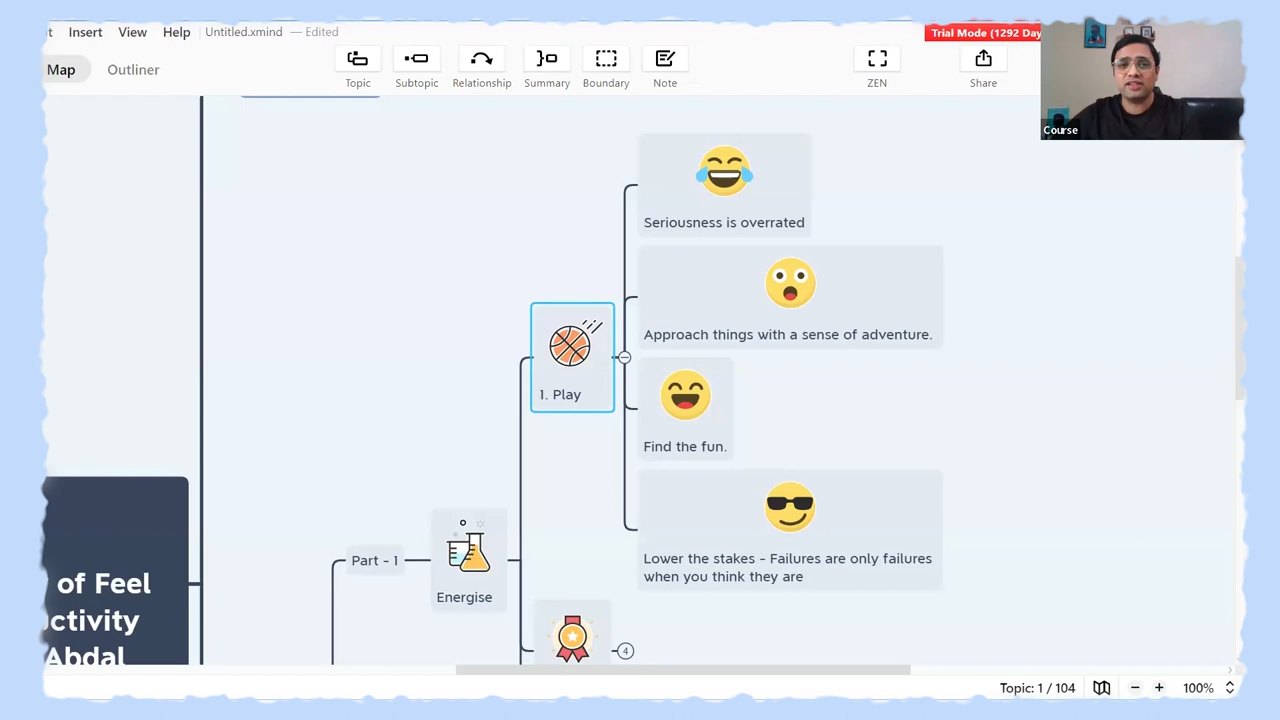 Insert View Help Untitled.xmind — Edited
Trial Mode (1292 Day
Map Outliner
Topic Subtopic Relationship Summary Boundary Note ZEN Share
Course
Seriousness is overrated
Approach things with a sense of adventure.
1. Play
Find the fun.
Lower the stakes - Failures are only failures
when you think they are
Part - 1
Energise
of Feel
Abdal
4
Topic: 1 / 104
100%